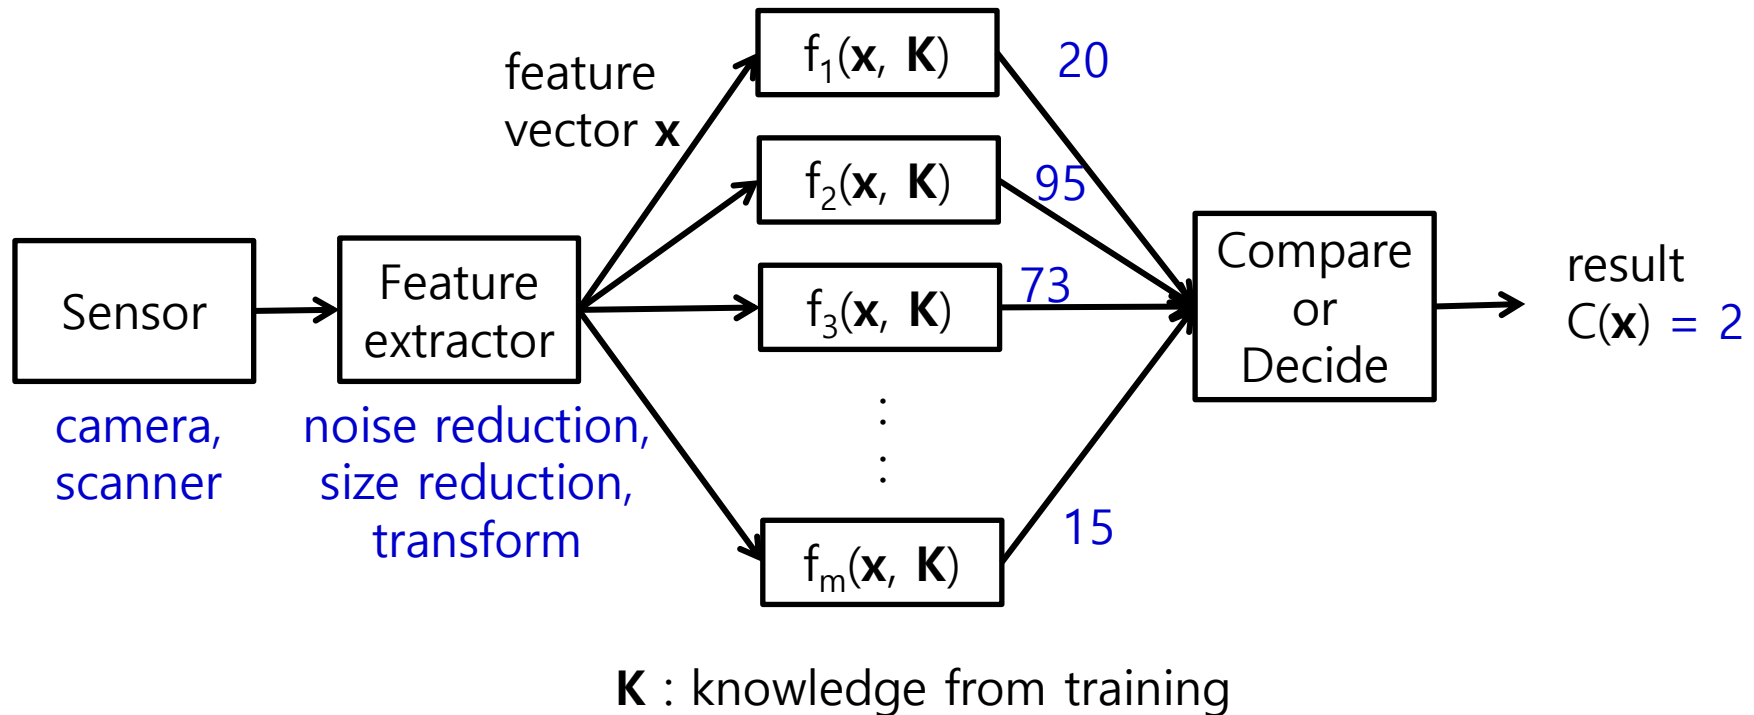 Sensor
camera,
scanner
Feature
extractor
noise reduction,
size reduction,
transform
feature
vector x
f1(x, K)
20
f2(x, K)
95
f3(x, K)
73
fm(x, K)
15
Compare
or
Decide
result
C(x) = 2
K : knowledge from training